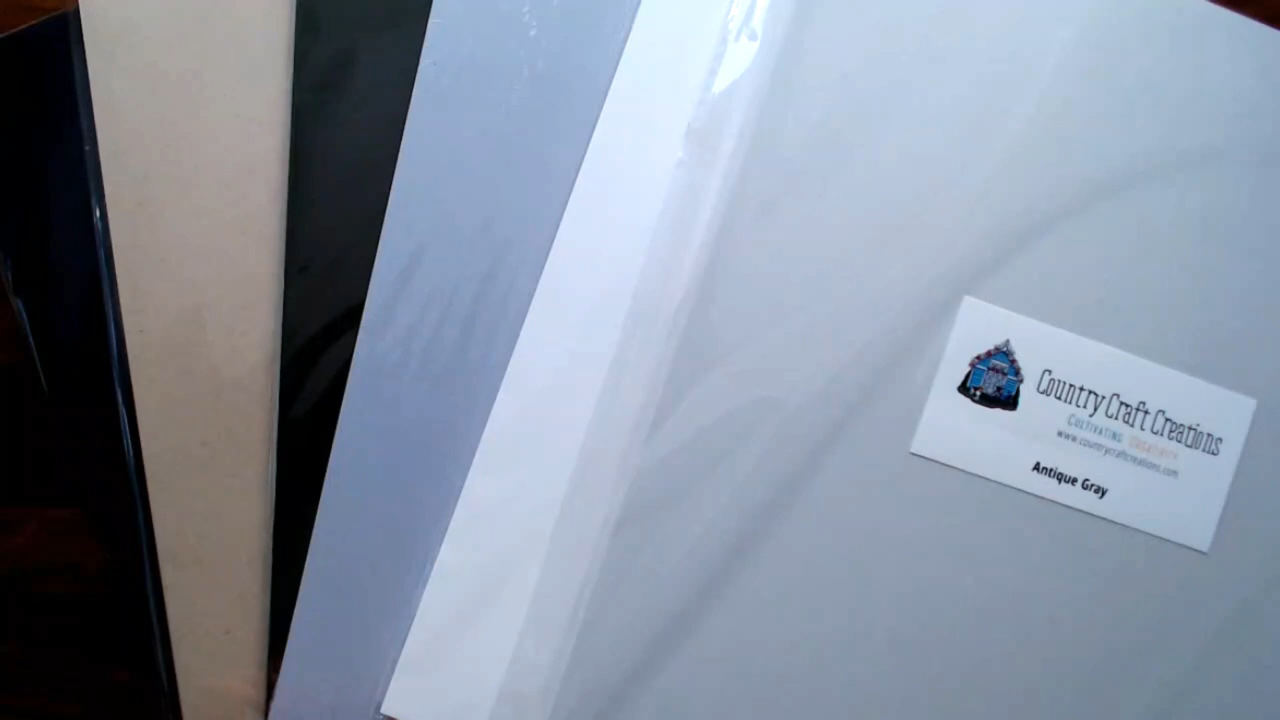 Country Craft Creations
CULTIVATING CREATIVITY
www.countrycraftcreations.com
Antique Gray